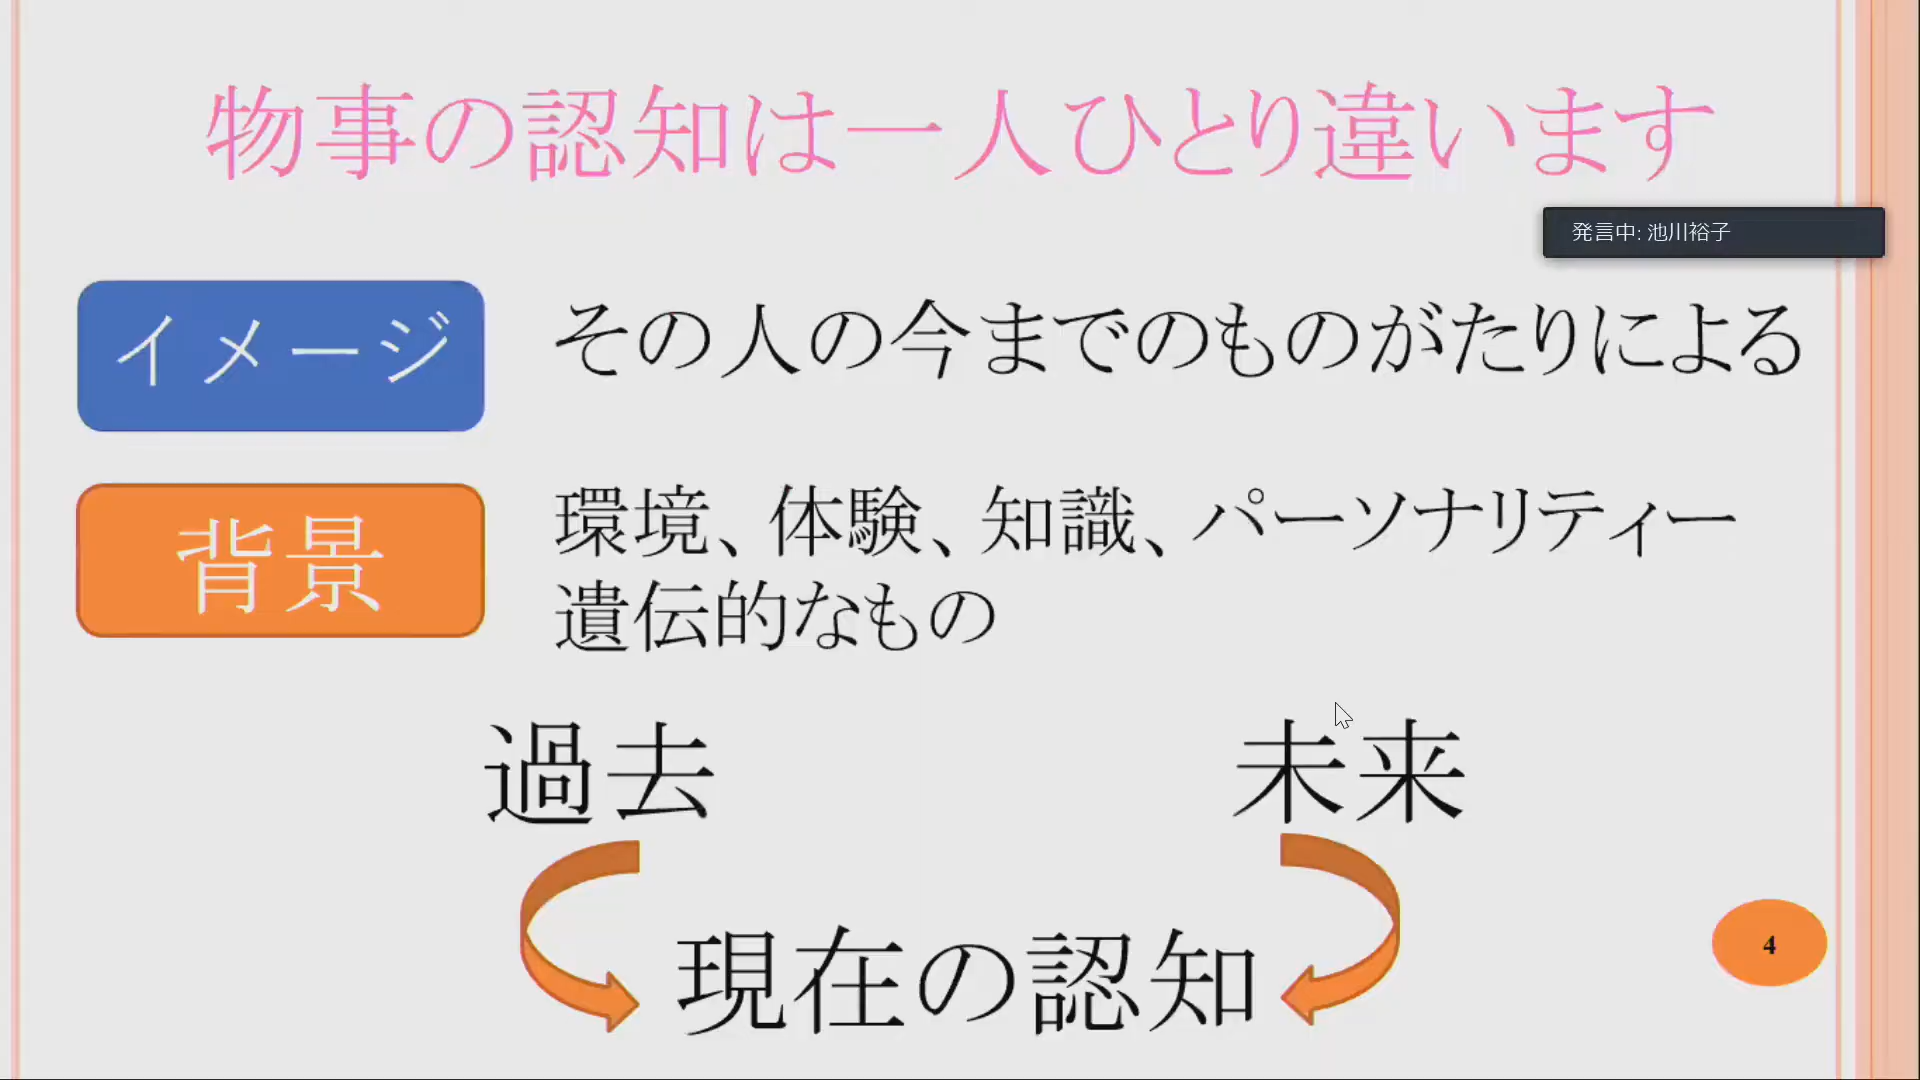 物事の認知は一人ひとり違います
発言中: 池川裕子
イメージ
その人の今までのものがたりによる
背景
環境、体験、知識、パーソナリティー
遺伝的なもの
過去
未来
現在の認知
4